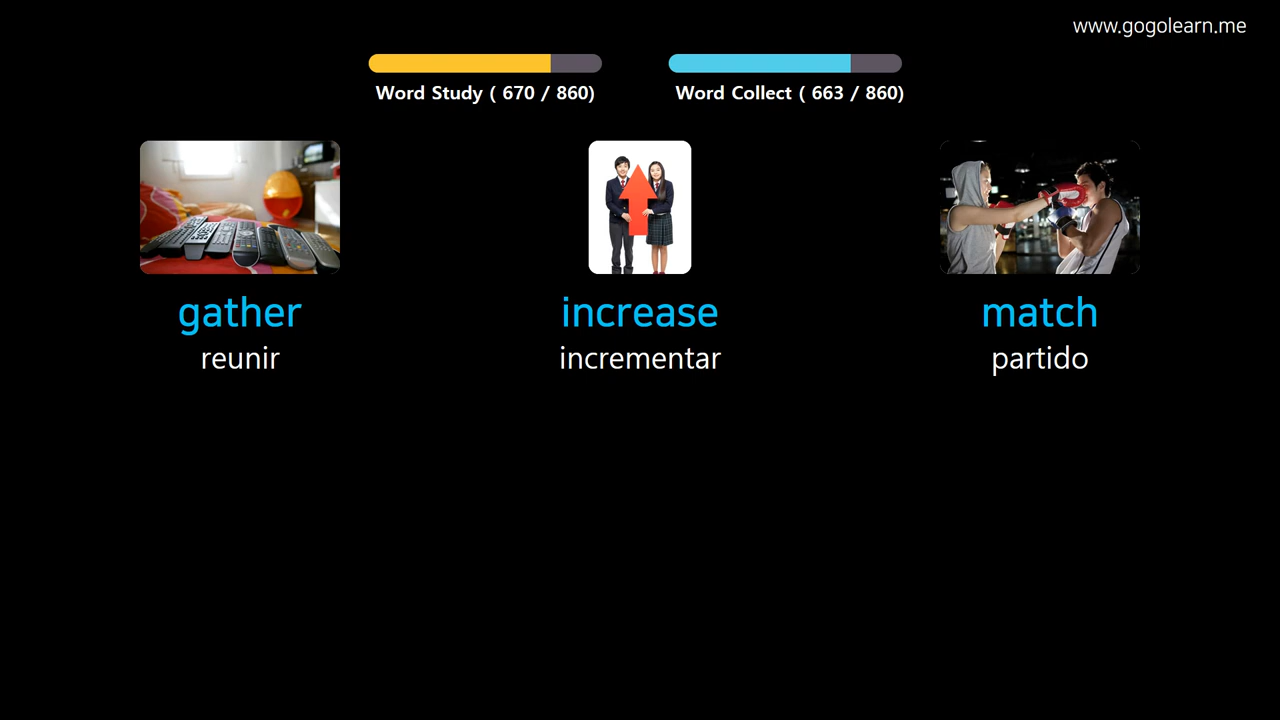 www.gogolearn.me
Word Study ( 670 / 860)
Word Collect ( 663 / 860)
gather
reunir
increase
incrementar
match
partido